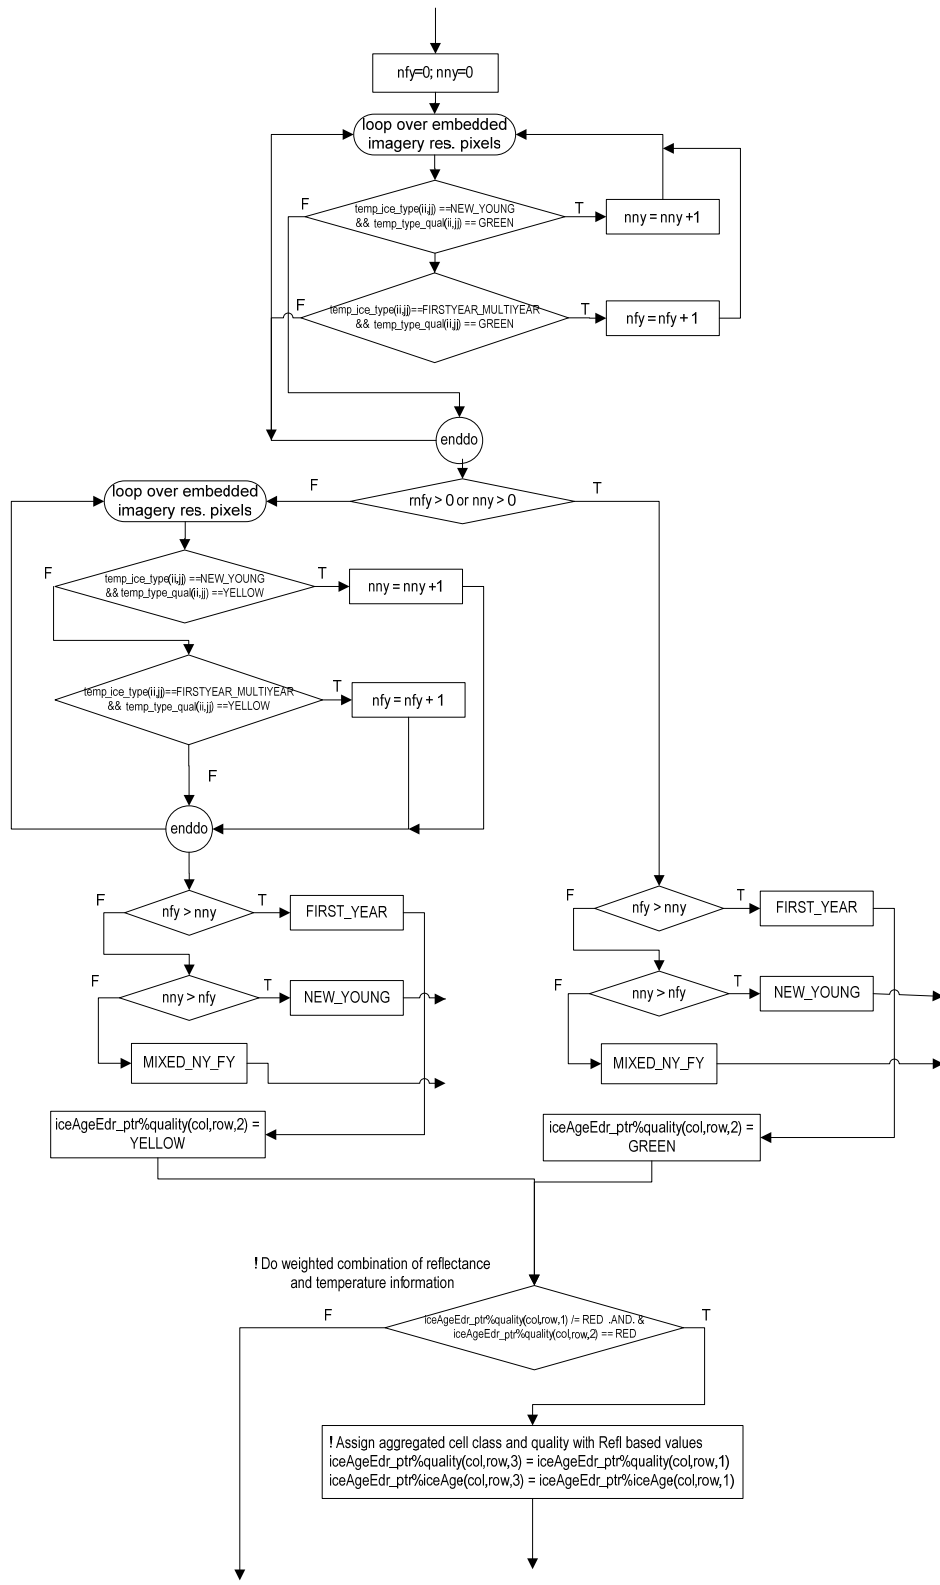 nfy=0; nny=0
loop over embedded
imagery res. pixels
F
temp_ice_type(ii,jj) ==NEW_YOUNG
&& temp_type_qual(ii,jj) == GREEN
T
nny = nny +1
F
temp_ice_type(ii,jj)==FIRSTYEAR_MULTIYEAR
&& temp_type_qual(ii,jj) == GREEN
T
nfy = nfy + 1
enddo
loop over embedded
imagery res. pixels
F
rnfy > 0 or nny > 0
T
F
temp_ice_type(ii,jj) ==NEW_YOUNG
&& temp_type_qual(ii,jj) ==YELLOW
T
nny = nny +1
temp_ice_type(ii,jj)==FIRSTYEAR_MULTIYEAR
&& temp_type_qual(ii,jj) ==YELLOW
T
nfy = nfy + 1
F
enddo
F
nfy > nny
T
FIRST_YEAR
F
nny > nfy
T
NEW_YOUNG
MIXED_NY_FY
iceAgeEdr_ptr%quality(col,row,2) =
YELLOW
F
nfy > nny
T
FIRST_YEAR
F
nny > nfy
T
NEW_YOUNG
MIXED_NY_FY
iceAgeEdr_ptr%quality(col,row,2) =
GREEN
! Do weighted combination of reflectance
and temperature information
F
iceAgeEdr_ptr%quality(col,row,1) /= RED .AND. &
iceAgeEdr_ptr%quality(col,row,2) == RED
T
! Assign aggregated cell class and quality with Refl based values
iceAgeEdr_ptr%quality(col,row,3) = iceAgeEdr_ptr%quality(col,row,1)
iceAgeEdr_ptr%iceAge(col,row,3) = iceAgeEdr_ptr%iceAge(col,row,1)